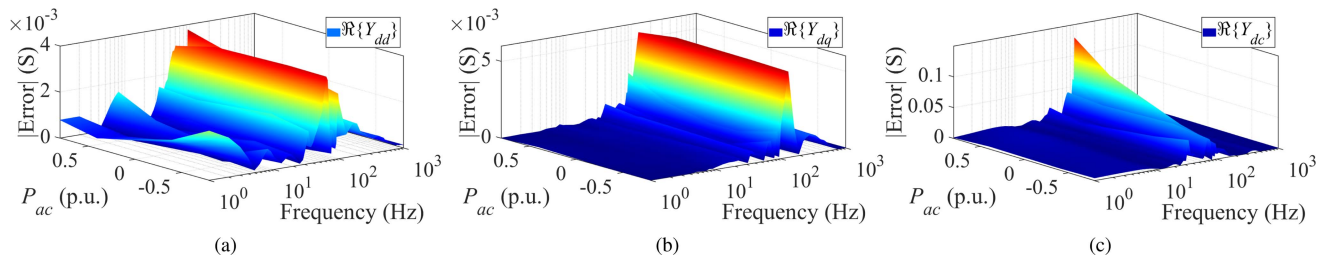 ×10⁻³
4
2
0
|Error| (S)
ℜ{Y_dd}
0.5
0
-0.5
P_ac (p.u.)
10⁰
10¹
10²
10³
Frequency (Hz)
(a)
×10⁻³
5
0
|Error| (S)
ℜ{Y_dq}
0.5
0
-0.5
P_ac (p.u.)
10⁰
10¹
10²
10³
Frequency (Hz)
(b)
0.1
0.05
0
|Error| (S)
ℜ{Y_dc}
0.5
0
-0.5
P_ac (p.u.)
10⁰
10¹
10²
10³
Frequency (Hz)
(c)